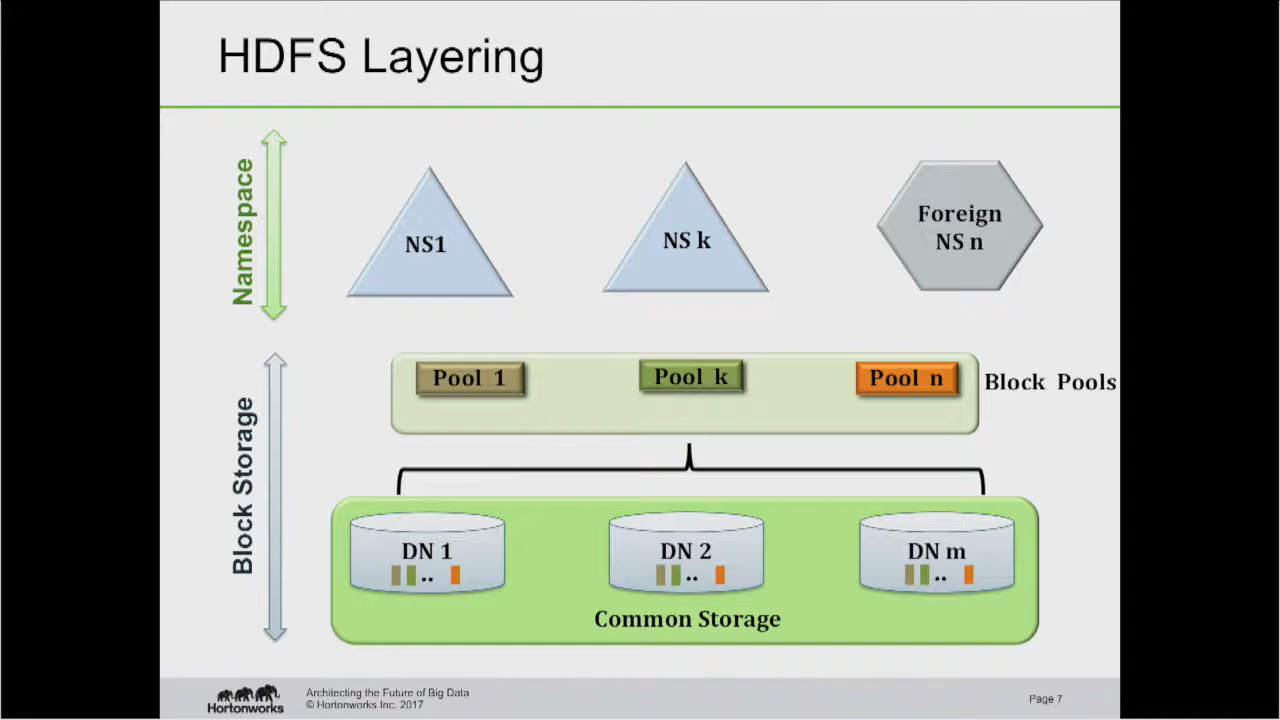 HDFS Layering
Namespace
NS1
NS k
Foreign
NS n
Pool 1
Pool k
Pool n
Block Pools
Block Storage
DN 1
..
DN 2
..
DN m
..
Common Storage
Hortonworks
Architecting the Future of Big Data
© Hortonworks Inc. 2017
Page 7